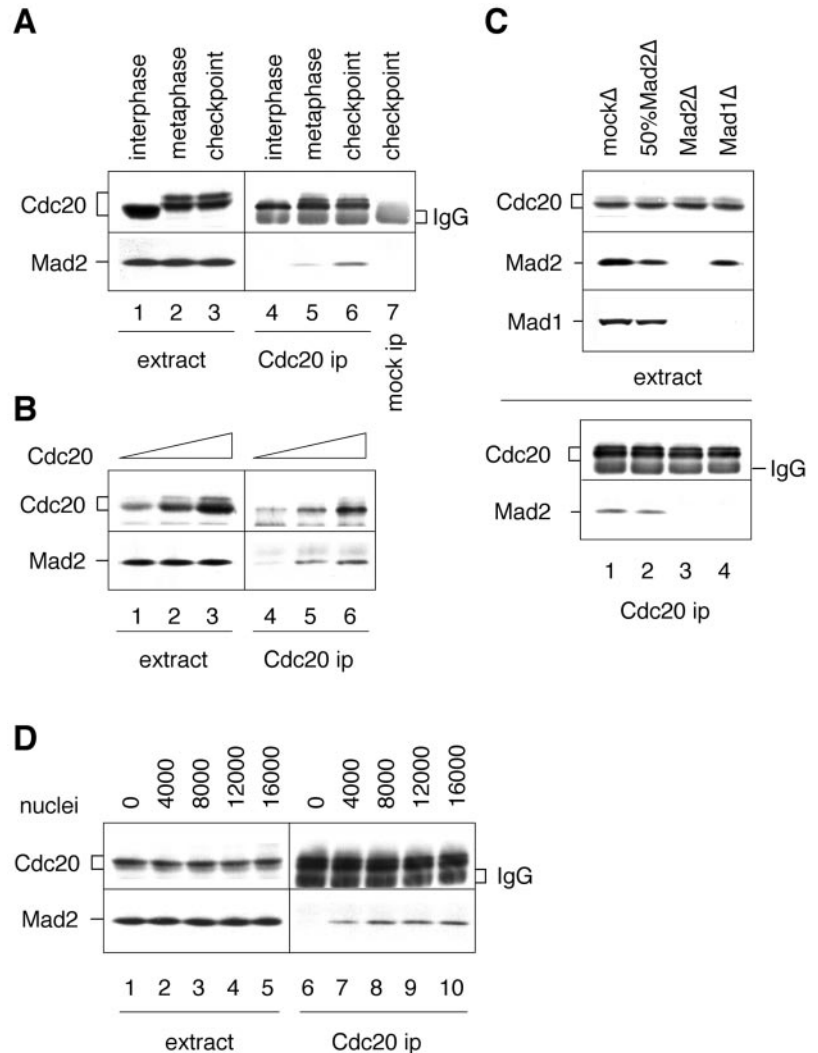 A
interphase
metaphase
checkpoint
interphase
metaphase
checkpoint
checkpoint
Cdc20
IgG
Mad2
1 2 3 4 5 6 7
extract Cdc20 ip mock ip
B
Cdc20
Cdc20
Mad2
1 2 3 4 5 6
extract Cdc20 ip
C
mockΔ
50%Mad2Δ
Mad2Δ
Mad1Δ
Cdc20
Mad2
Mad1
extract
Cdc20
IgG
Mad2
1 2 3 4
Cdc20 ip
D
nuclei 0 4000 8000 12000 16000 0 4000 8000 12000 16000
Cdc20
IgG
Mad2
1 2 3 4 5 6 7 8 9 10
extract Cdc20 ip